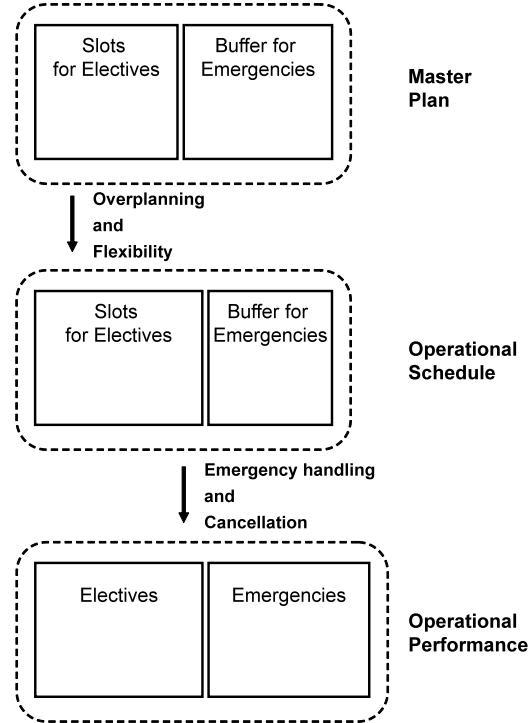 Slots
for Electives
Buffer for
Emergencies
Master
Plan
Overplanning
and
Flexibility
Slots
for Electives
Buffer for
Emergencies
Operational
Schedule
Emergency handling
and
Cancellation
Electives
Emergencies
Operational
Performance